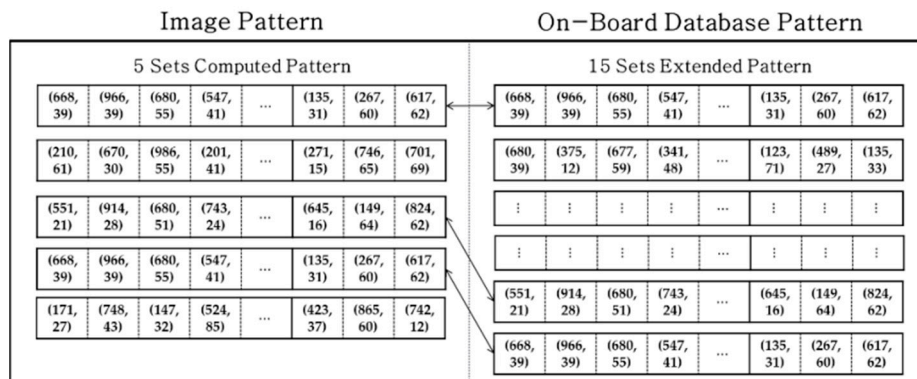 Image Pattern
On-Board Database Pattern
5 Sets Computed Pattern
15 Sets Extended Pattern
(668, 39) (966, 39) (680, 55) (547, 41) ... (135, 31) (267, 60) (617, 62)
(210, 61) (670, 30) (986, 55) (201, 41) ... (271, 15) (746, 65) (701, 69)
(551, 21) (914, 28) (680, 51) (743, 24) ... (645, 16) (149, 64) (824, 62)
(668, 39) (966, 39) (680, 55) (547, 41) ... (135, 31) (267, 60) (617, 62)
(171, 27) (748, 43) (147, 32) (524, 85) ... (423, 37) (865, 60) (742, 12)
(668, 39) (966, 39) (680, 55) (547, 41) ... (135, 31) (267, 60) (617, 62)
(680, 39) (375, 12) (677, 59) (341, 48) ... (123, 71) (489, 27) (135, 33)
⋮ ⋮ ⋮ ⋮ ... ⋮ ⋮ ⋮
⋮ ⋮ ⋮ ⋮ ... ⋮ ⋮ ⋮
(551, 21) (914, 28) (680, 51) (743, 24) ... (645, 16) (149, 64) (824, 62)
(668, 39) (966, 39) (680, 55) (547, 41) ... (135, 31) (267, 60) (617, 62)